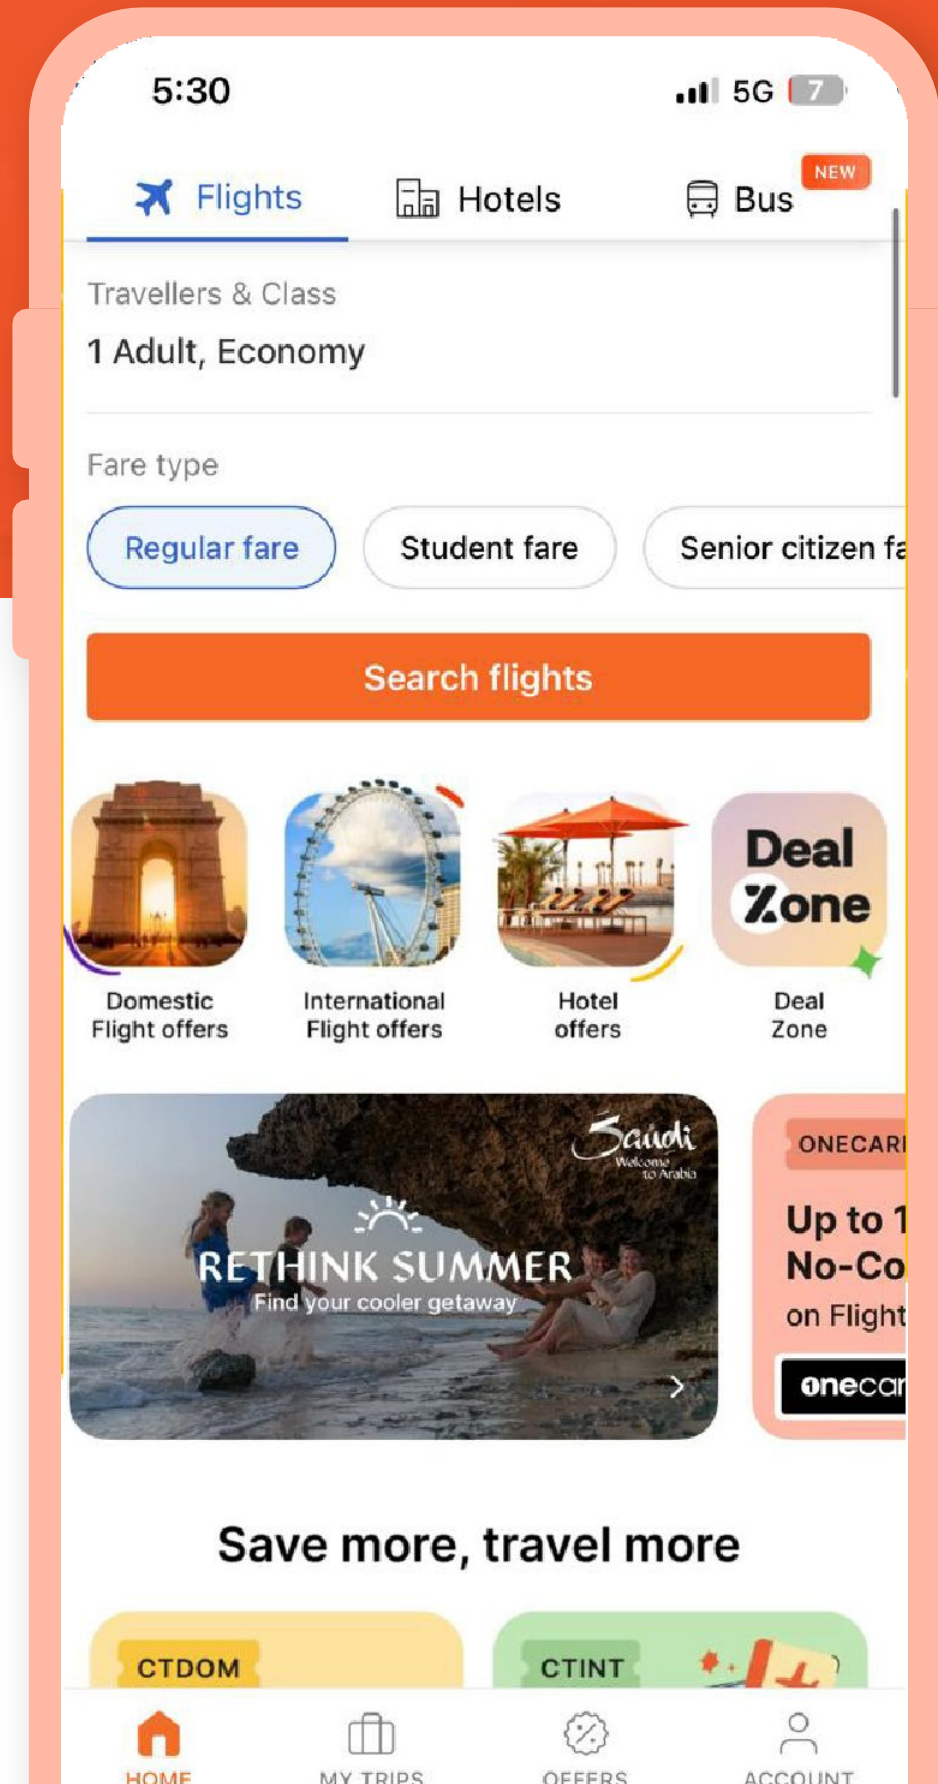 5:30
5G 7
Flights
Hotels
Bus
NEW
Travellers & Class
1 Adult, Economy
Fare type
Regular fare
Student fare
Senior citizen fa
Search flights
Deal
Zone
Domestic
Flight offers
International
Flight offers
Hotel
offers
Deal
Zone
Saudi
Welcome
to Arabia
RETHINK SUMMER
Find your cooler getaway
ONECAR
Up to 1
No-Co
on Flight
onecar
Save more, travel more
CTDOM
CTINT
HOME
MY TRIPS
OFFERS
ACCOUNT